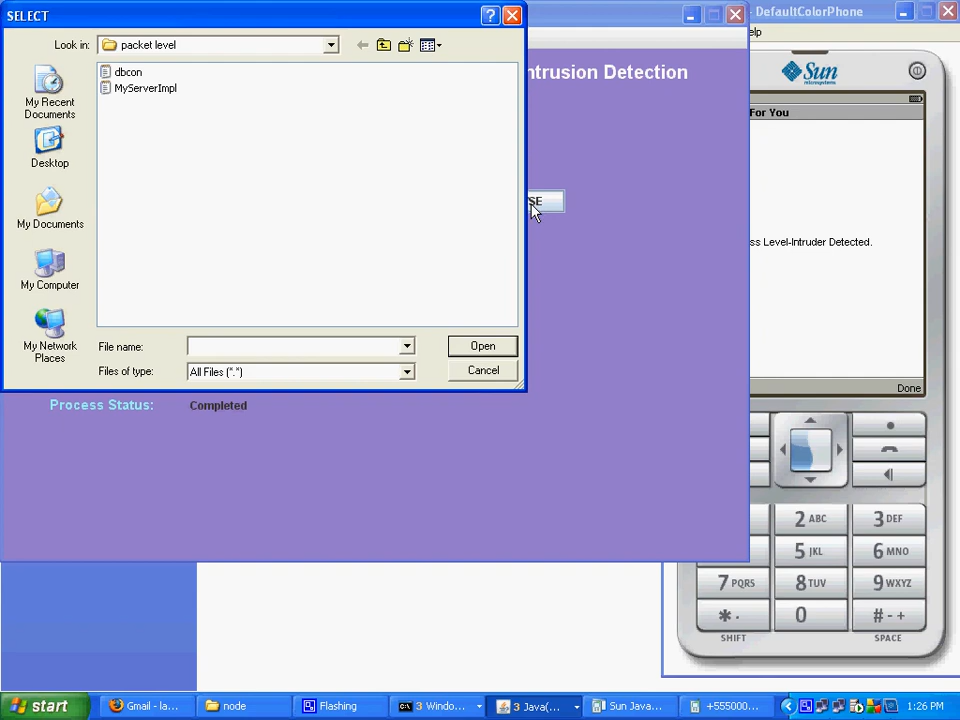 SELECT
Look in:
packet level
My Recent
Documents
Desktop
My Documents
My Computer
My Network
Places
dbcon
MyServerImpl
File name:
Open
Files of type:
All Files (*.*)
Cancel
ntrusion Detection
SE
Process Status:
Completed
- DefaultColorPhone
elp
Sun
microsystems
For You
ss Level-Intruder Detected.
Done
2 ABC
3 DEF
5 JKL
6 MNO
7 PQRS
8 TUV
9 WXYZ
* .
0
# - +
SHIFT
SPACE
start
Gmail - la...
node
Flashing
3 Windo...
3 Java(...
Sun Java...
+555000...
1:26 PM